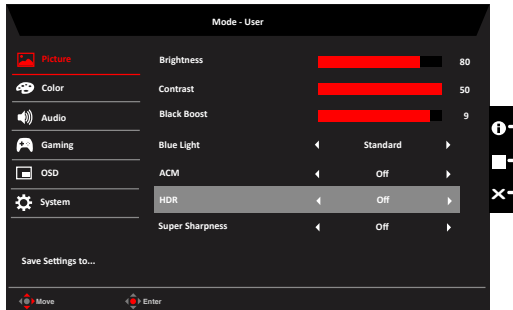 Mode - User
Picture
Brightness 80
Color
Contrast 50
Audio
Black Boost 9
Gaming
Blue Light Standard
OSD
ACM Off
System
HDR Off
Super Sharpness Off
Save Settings to...
Move Enter